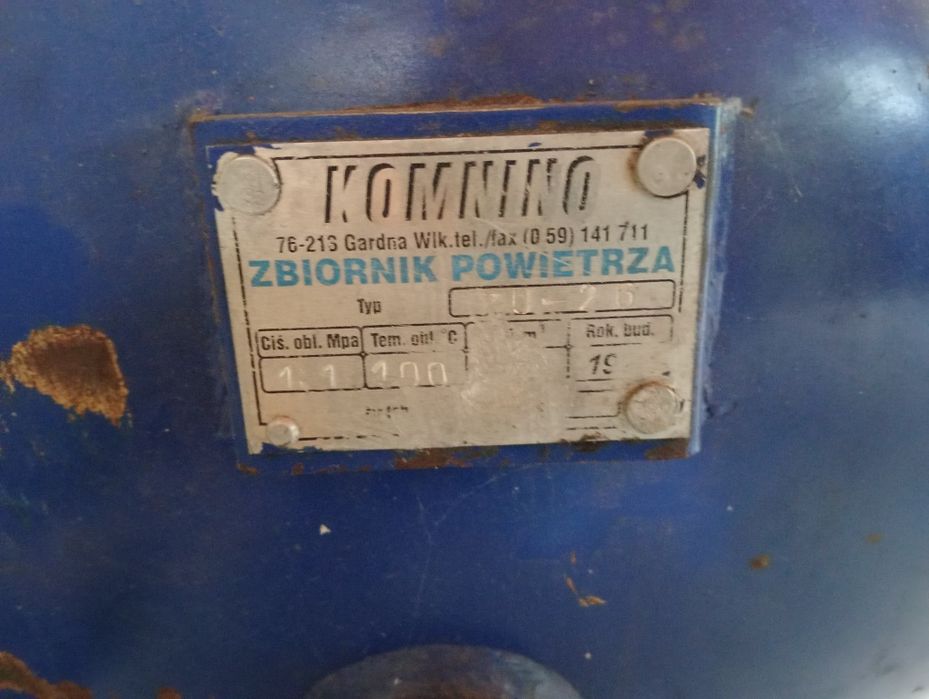 KOMNINO
76-213 Gardna Wlk.tel./fax (0 59) 141 711
ZBIORNIK POWIETRZA
Typ
Ciś. obl. Mpa Tem. obl °C Rok. bud.
1.1 100 19